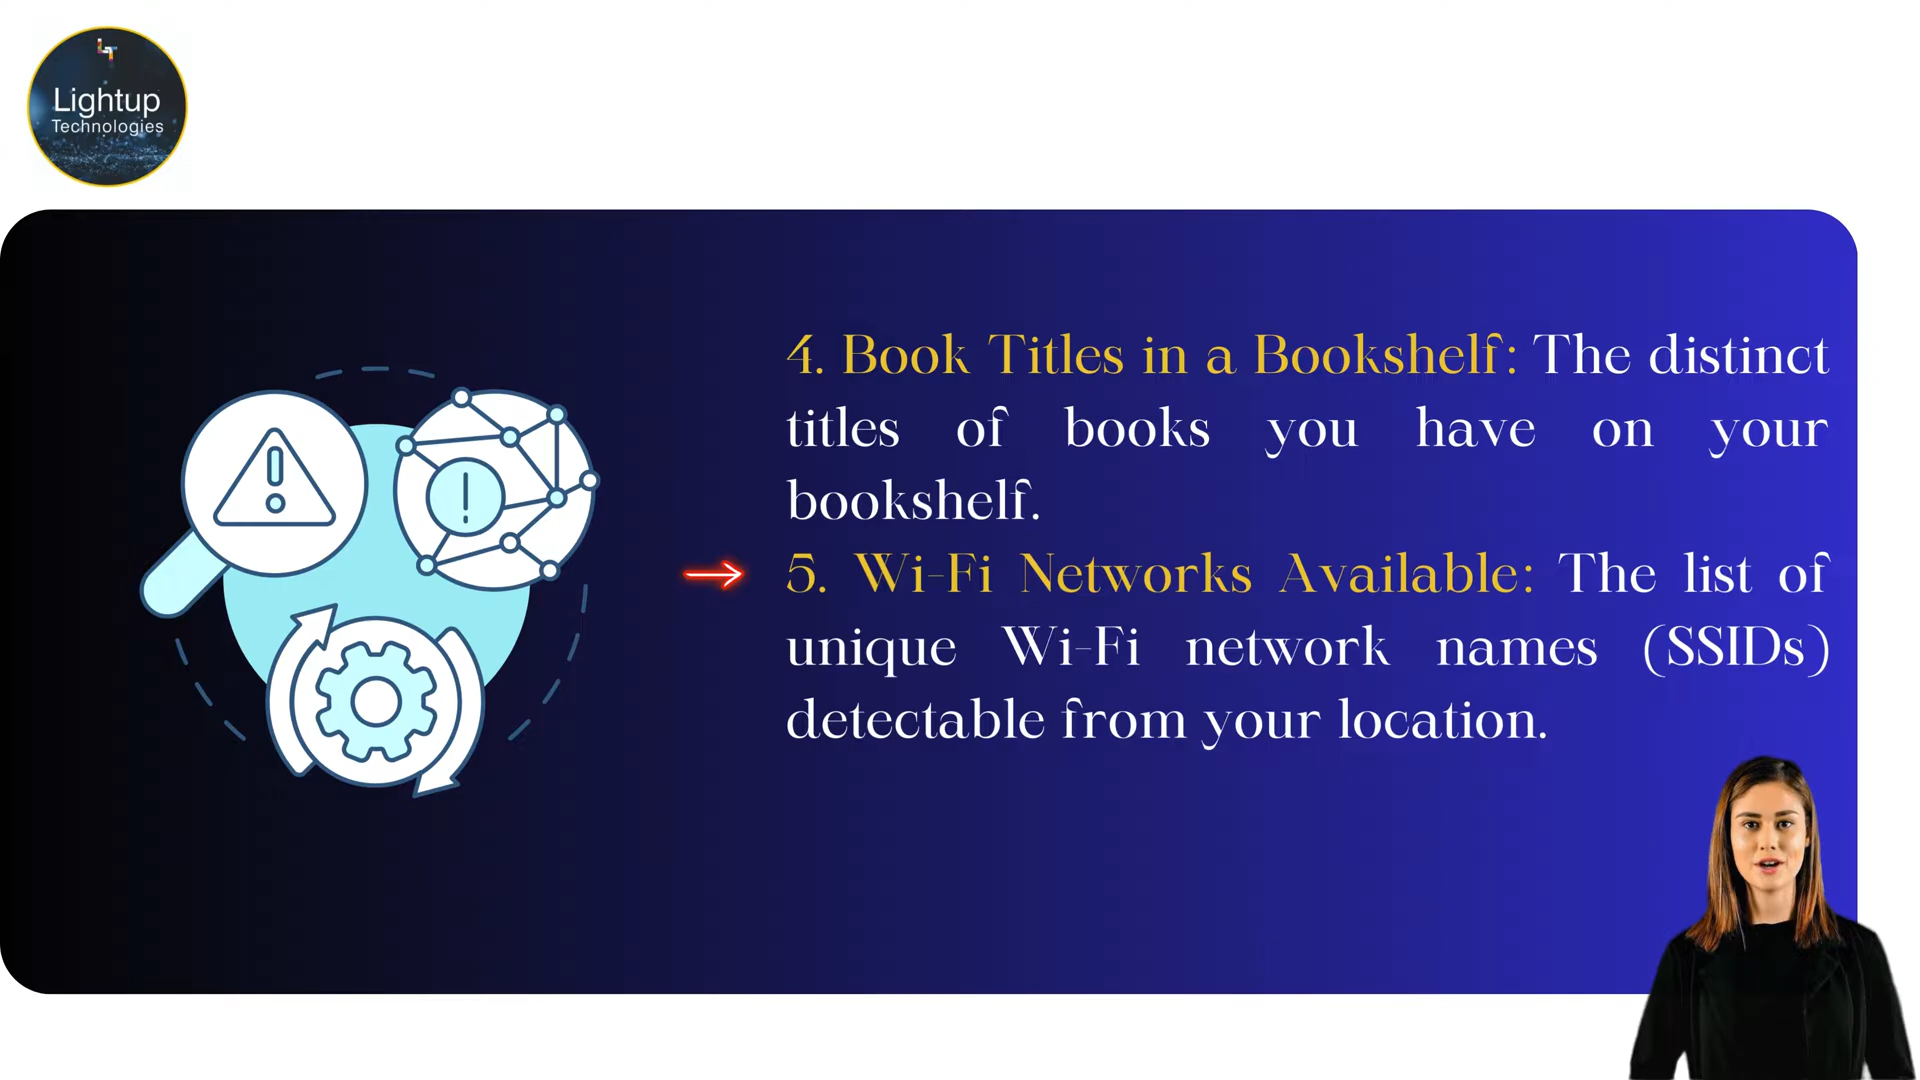 LT
Lightup
Technologies
4. Book Titles in a Bookshelf: The distinct
titles of books you have on your
bookshelf.
5. Wi-Fi Networks Available: The list of
unique Wi-Fi network names (SSIDs)
detectable from your location.